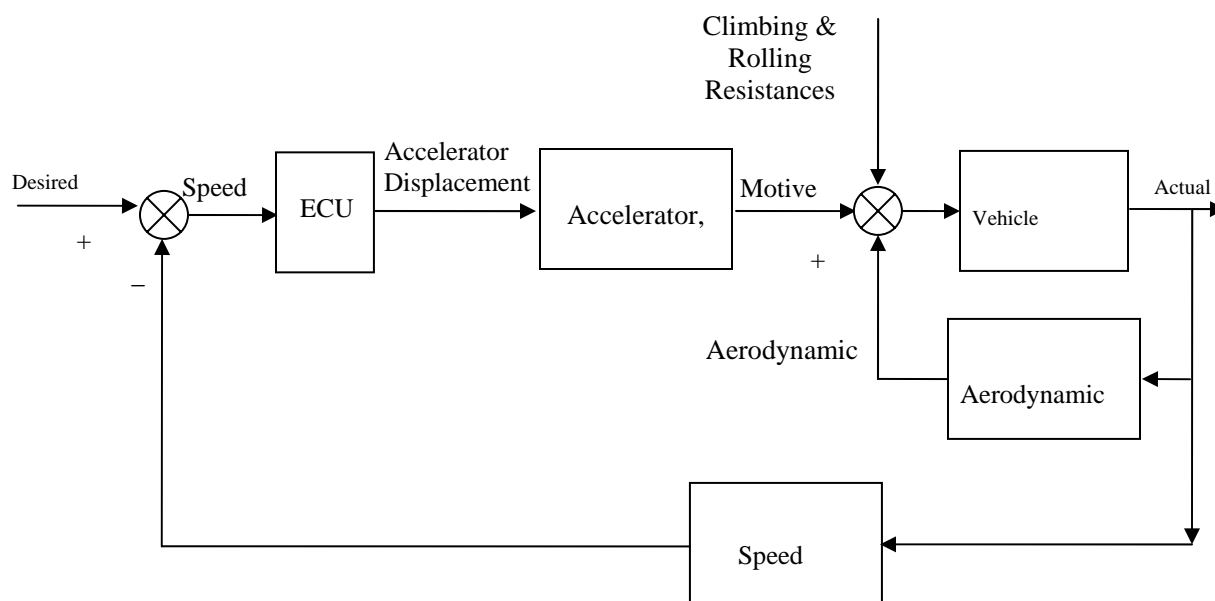 Climbing &
Rolling
Resistances
Desired
+
−
Speed
ECU
Accelerator
Displacement
Accelerator,
Motive
+
Vehicle
Actual
Aerodynamic
Aerodynamic
Speed